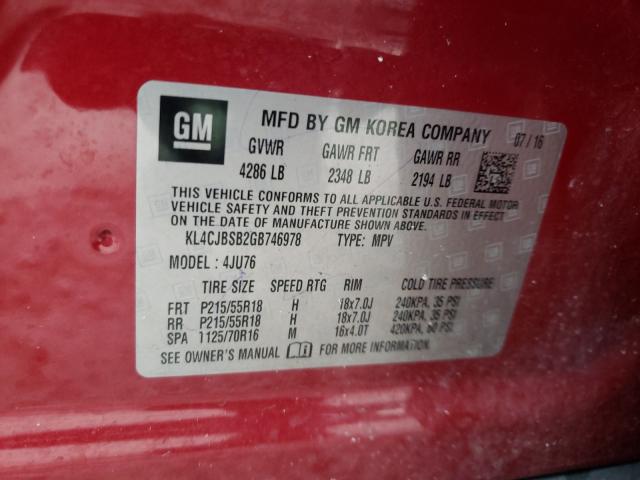 GM
MFD BY GM KOREA COMPANY 07 / 16
GVWR GAWR FRT GAWR RR
4286 LB 2348 LB 2194 LB
THIS VEHICLE CONFORMS TO ALL APPLICABLE U.S. FEDERAL MOTOR
VEHICLE SAFETY AND THEFT PREVENTION STANDARDS IN EFFECT
ON THE DATE OF MANUFACTURE SHOWN ABOVE.
KL4CJBSB2GB746978 TYPE: MPV
MODEL : 4JU76
TIRE SIZE SPEED RTG RIM COLD TIRE PRESSURE
FRT P215/55R18 H 18x7.0J 240KPA, 35 PSI
RR P215/55R18 H 18x7.0J 240KPA, 35 PSI
SPA T125/70R16 M 16x4.0T 420KPA, 60 PSI
SEE OWNER'S MANUAL FOR MORE INFORMATION.